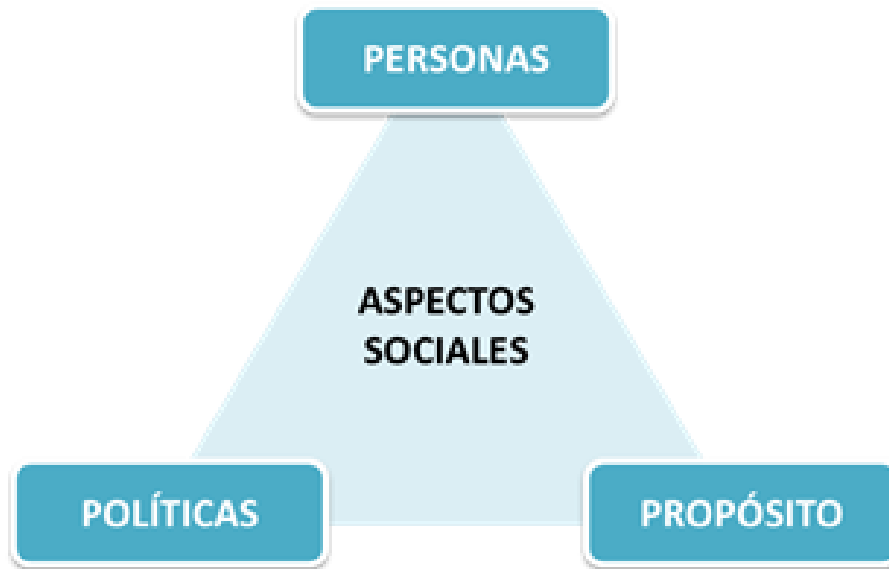 PERSONAS
ASPECTOS
SOCIALES
POLÍTICAS
PROPÓSITO